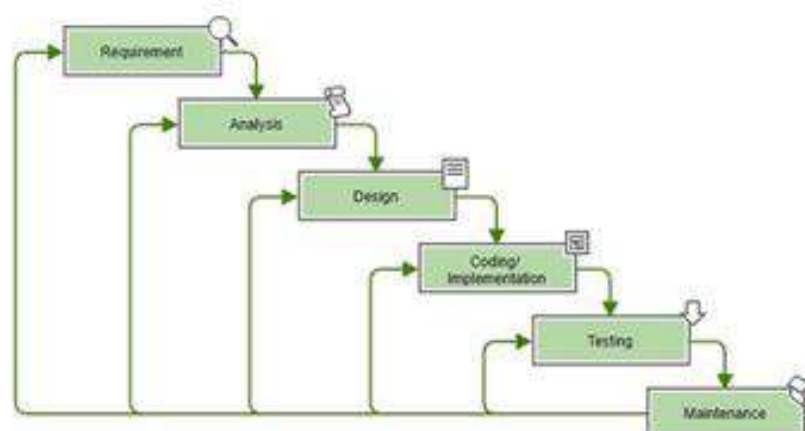 Requirement
Analysis
Design
Coding/
Implementation
Testing
Maintenance